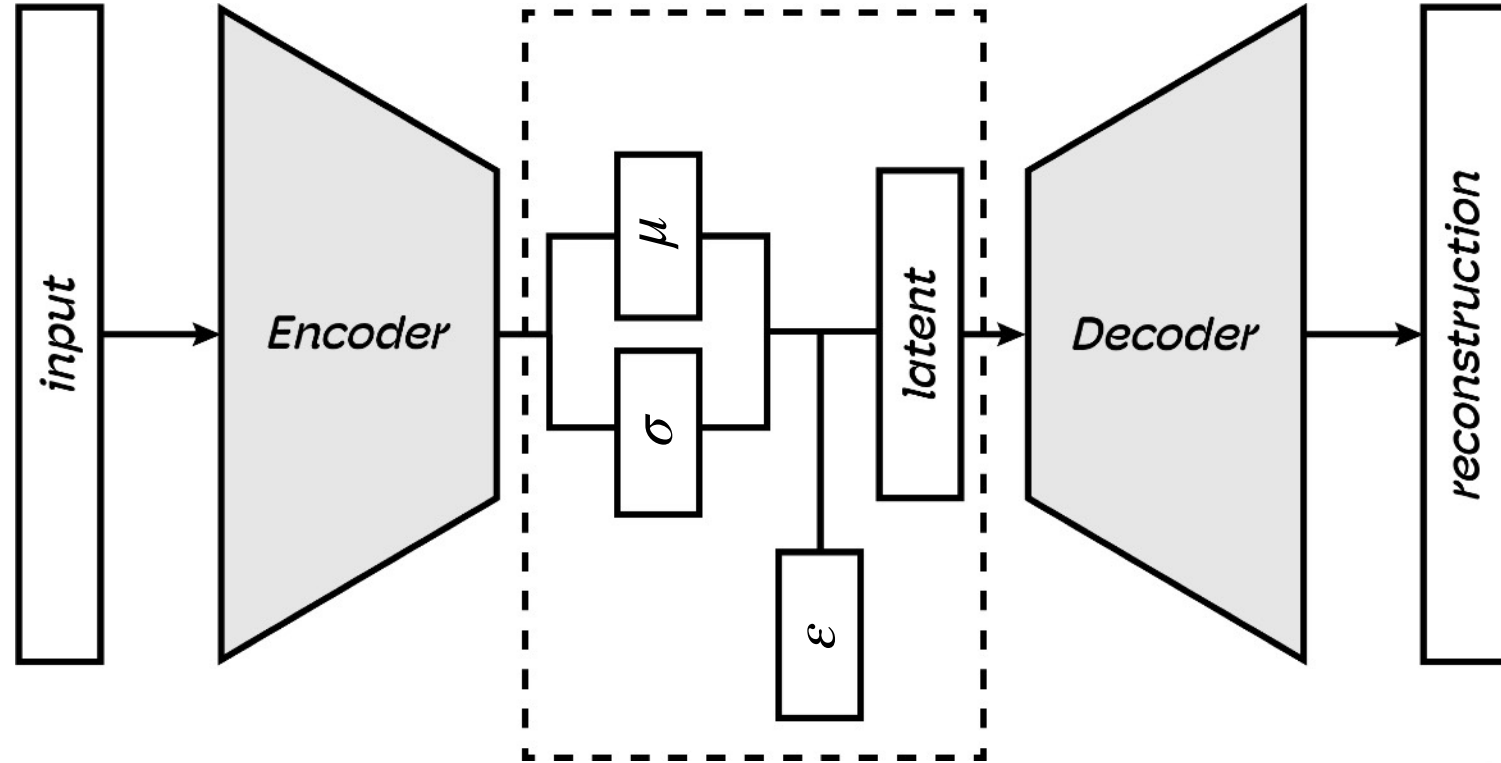 input
Encoder
μ
σ
ε
latent
Decoder
reconstruction